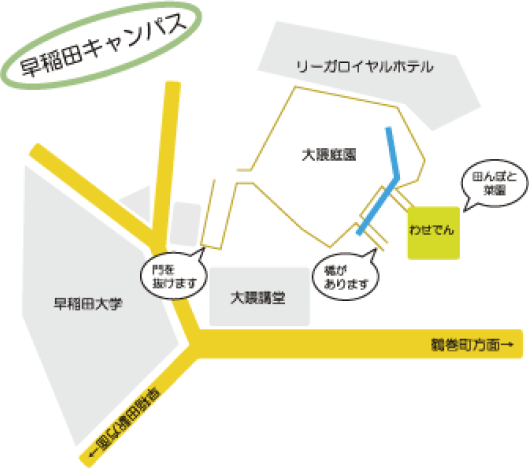 早稲田キャンパス
リーガロイヤルホテル
大隈庭園
田んぼと
菜園
わせでん
門を
抜けます
橋が
あります
大隈講堂
早稲田大学
鶴巻町方面→
早稲田駅方面→